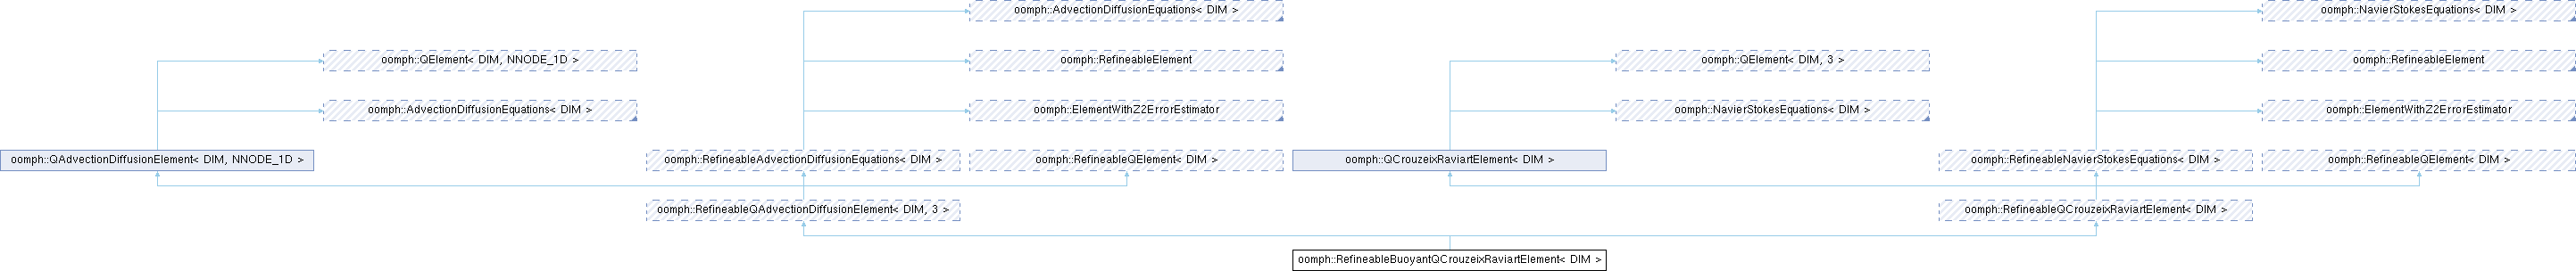 oomph::AdvectionDiffusionEquations< DIM >
oomph::NavierStokesEquations< DIM >
oomph::QElement< DIM, NNODE_1D >
oomph::RefineableElement
oomph::QElement< DIM, 3 >
oomph::RefineableElement
oomph::AdvectionDiffusionEquations< DIM >
oomph::ElementWithZ2ErrorEstimator
oomph::NavierStokesEquations< DIM >
oomph::ElementWithZ2ErrorEstimator
oomph::QAdvectionDiffusionElement< DIM, NNODE_1D >
oomph::RefineableAdvectionDiffusionEquations< DIM >
oomph::RefineableQElement< DIM >
oomph::QCrouzeixRaviartElement< DIM >
oomph::RefineableNavierStokesEquations< DIM >
oomph::RefineableQElement< DIM >
oomph::RefineableQAdvectionDiffusionElement< DIM, 3 >
oomph::RefineableQCrouzeixRaviartElement< DIM >
oomph::RefineableBuoyantQCrouzeixRaviartElement< DIM >